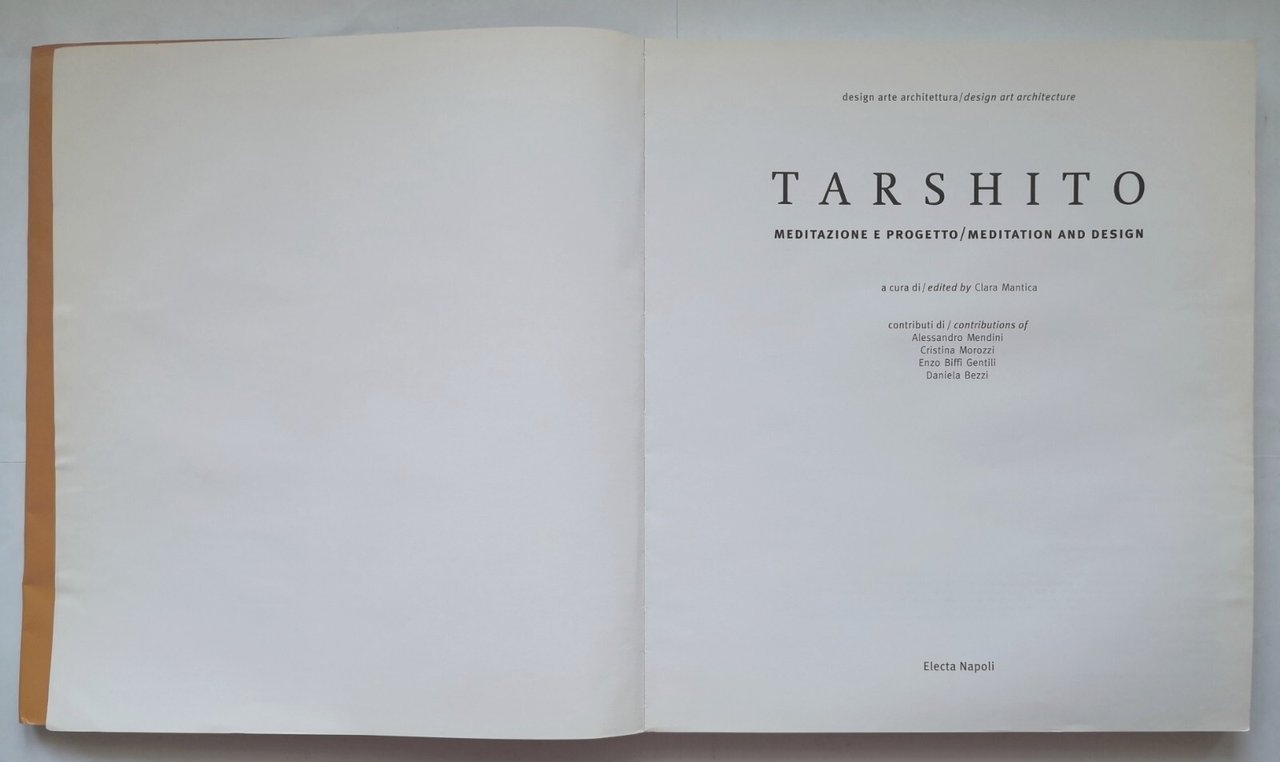 design arte architettura/design art architecture
TARSHITO
MEDITAZIONE E PROGETTO/MEDITATION AND DESIGN
a cura di/edited by Clara Mantica
contributi di / contributions of
Alessandro Mendini
Cristina Morozzi
Enzo Biffi Gentili
Daniela Bezzi
Electa Napoli